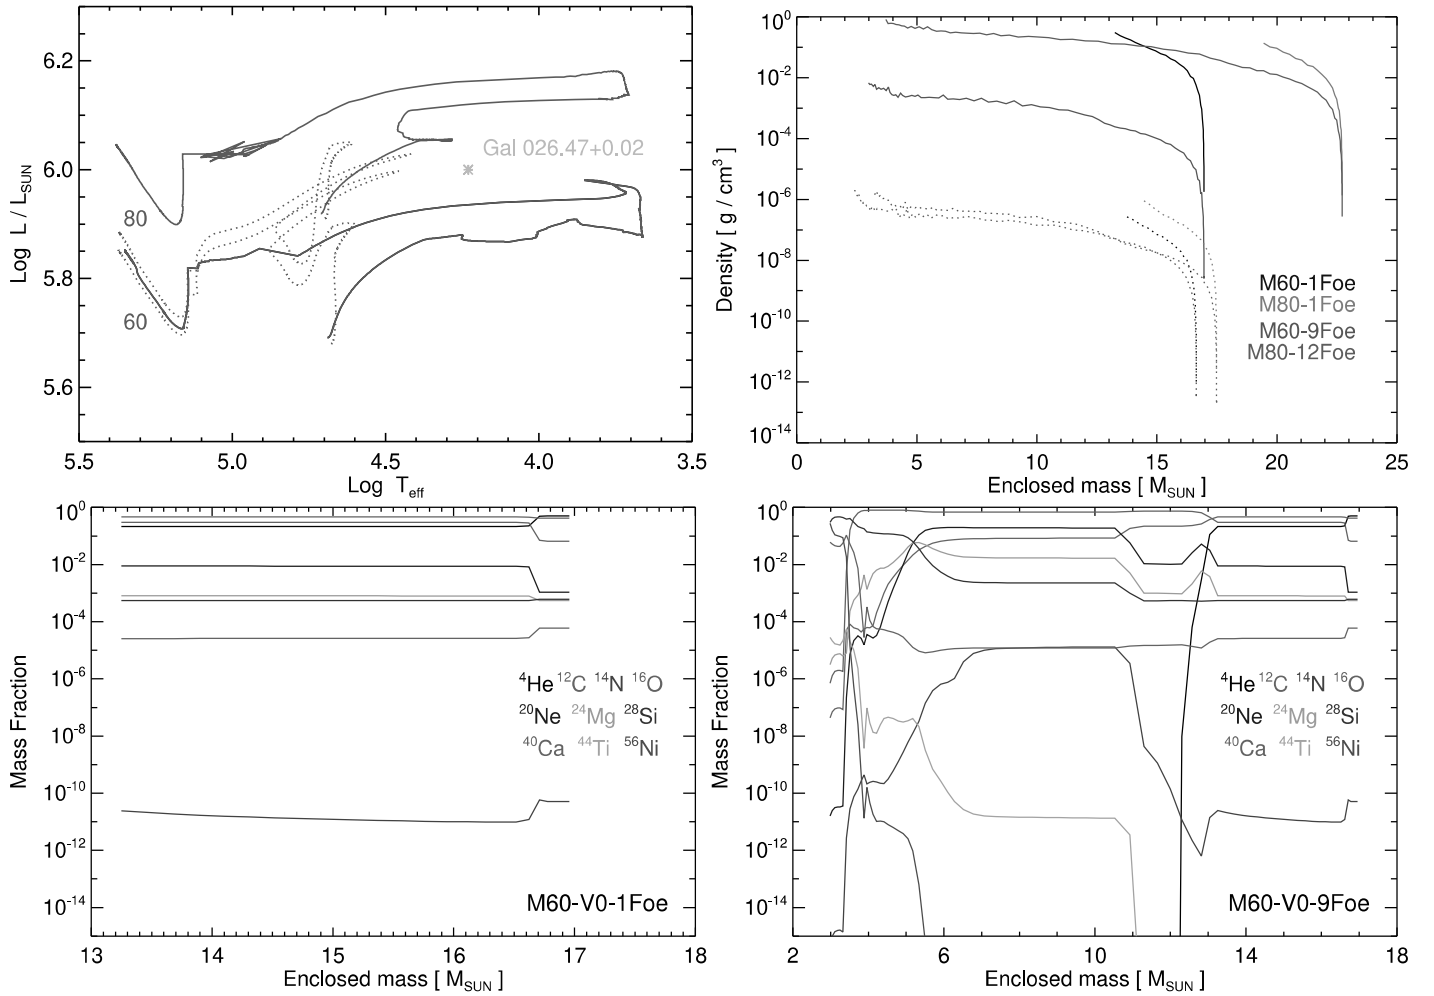 6.2
6.0
5.8
5.6
Log L / L_SUN
5.5 5.0 4.5 4.0 3.5
Log T_eff
80
60
Gal 026.47+0.02
10^0
10^-2
10^-4
10^-6
10^-8
10^-10
10^-12
10^-14
Density [ g / cm^3 ]
0 5 10 15 20 25
Enclosed mass [ M_SUN ]
M60-1Foe
M80-1Foe
M60-9Foe
M80-12Foe
10^0
10^-2
10^-4
10^-6
10^-8
10^-10
10^-12
10^-14
Mass Fraction
^4He ^12C ^14N ^16O
^20Ne ^24Mg ^28Si
^40Ca ^44Ti ^56Ni
M60-V0-1Foe
13 14 15 16 17 18
Enclosed mass [ M_SUN ]
10^0
10^-2
10^-4
10^-6
10^-8
10^-10
10^-12
10^-14
Mass Fraction
^4He ^12C ^14N ^16O
^20Ne ^24Mg ^28Si
^40Ca ^44Ti ^56Ni
M60-V0-9Foe
2 4 6 8 10 12 14 16 18
Enclosed mass [ M_SUN ]